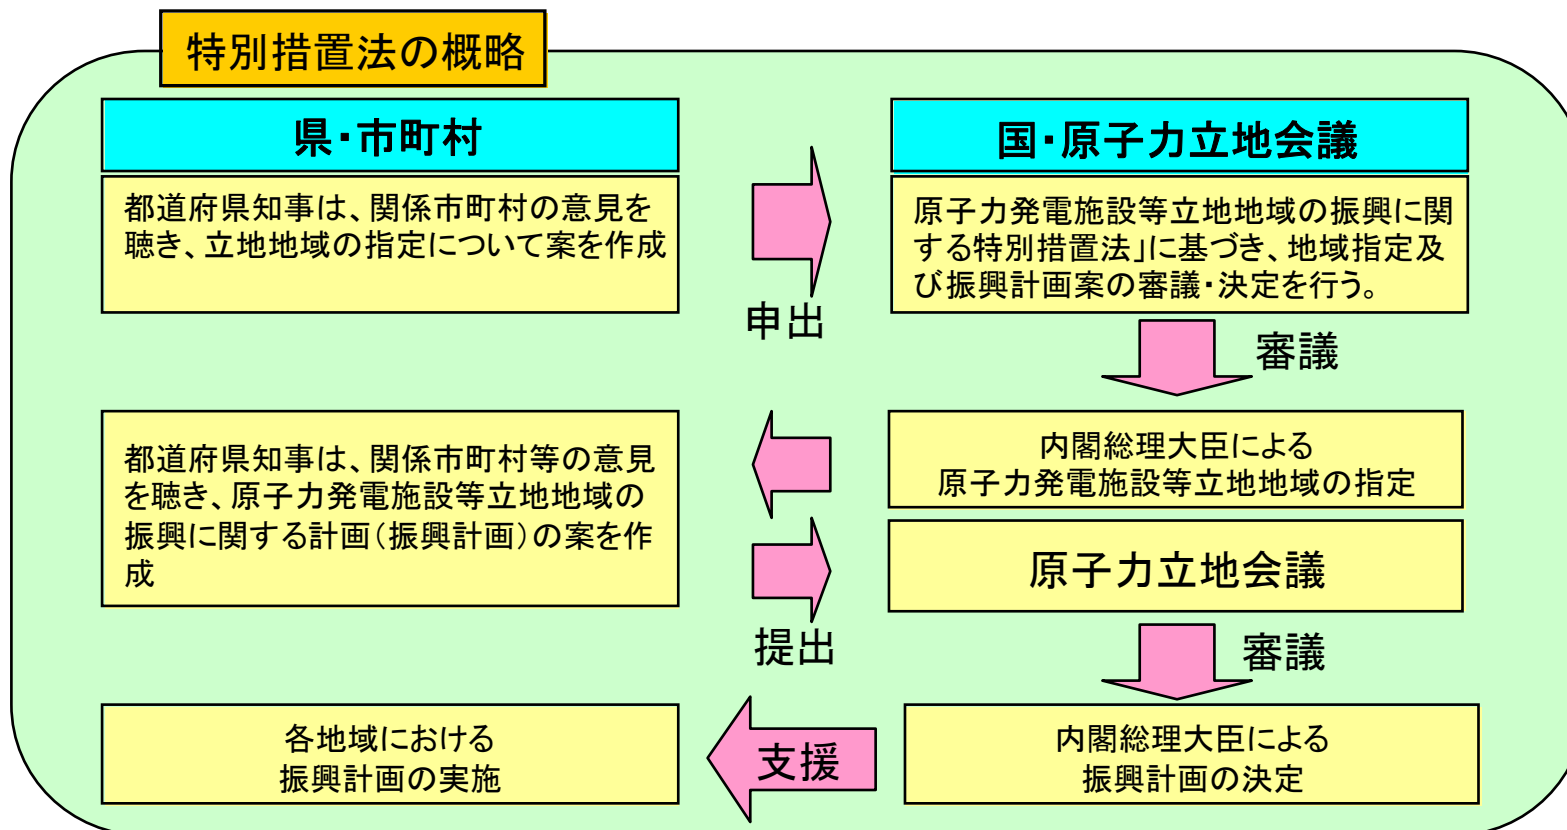 特別措置法の概略
県・市町村
国・原子力立地会議
都道府県知事は、関係市町村の意見を
聴き、立地地域の指定について案を作成
申出
原子力発電施設等立地地域の振興に関
する特別措置法」に基づき、地域指定及
び振興計画案の審議・決定を行う。
審議
内閣総理大臣による
原子力発電施設等立地地域の指定
都道府県知事は、関係市町村等の意見
を聴き、原子力発電施設等立地地域の
振興に関する計画（振興計画）の案を作
成
提出
原子力立地会議
審議
内閣総理大臣による
振興計画の決定
支援
各地域における
振興計画の実施